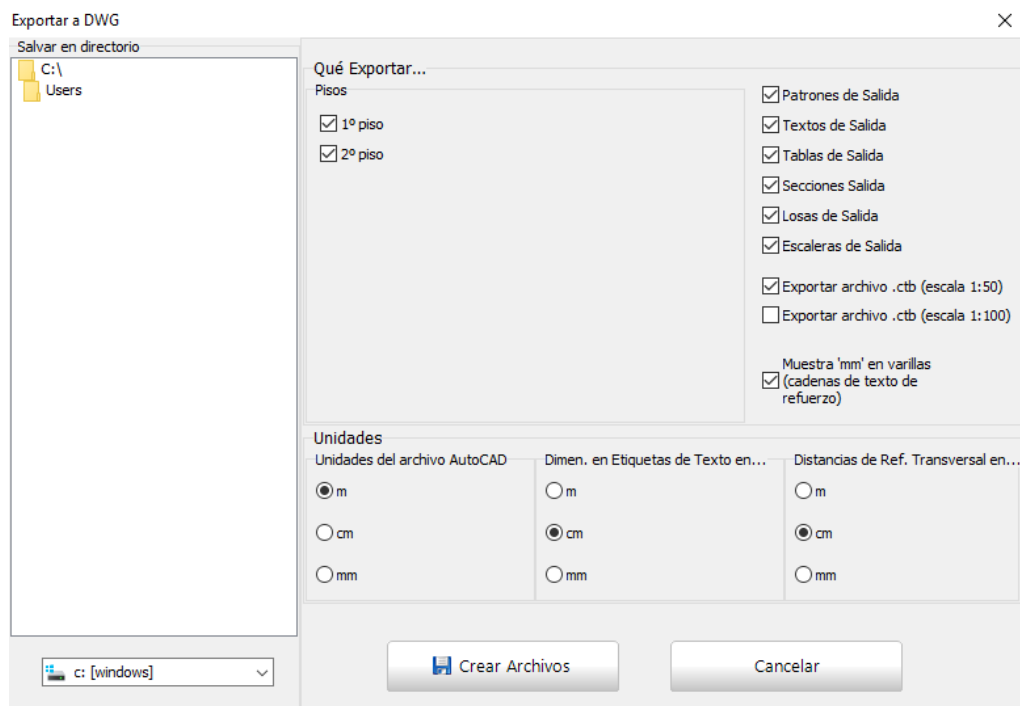 Exportar a DWG
Salvar en directorio
C:\
Users
c: [windows]
Qué Exportar...
Pisos
1º piso
2º piso
Patrones de Salida
Textos de Salida
Tablas de Salida
Secciones Salida
Losas de Salida
Escaleras de Salida
Exportar archivo .ctb (escala 1:50)
Exportar archivo .ctb (escala 1:100)
Muestra 'mm' en varillas
(cadenas de texto de
refuerzo)
Unidades
Unidades del archivo AutoCAD
m
cm
mm
Dimen. en Etiquetas de Texto en...
m
cm
mm
Distancias de Ref. Transversal en...
m
cm
mm
Crear Archivos
Cancelar